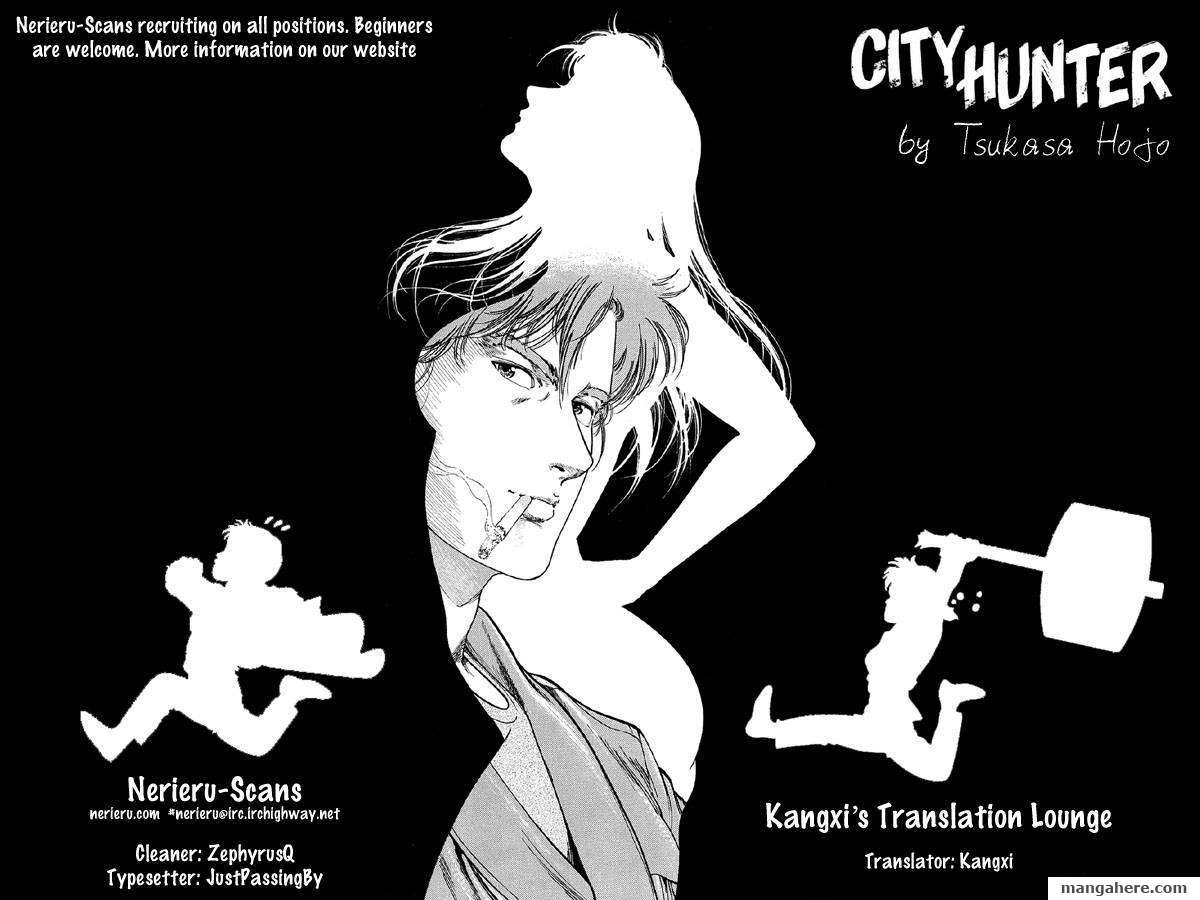 Nerieru-Scans recruiting on all positions. Beginners
are welcome. More information on our website
CITY HUNTER
by Tsukasa Hojo
Nerieru-Scans
nerieru.com #nerieru@irc.irchighway.net
Cleaner: ZephyrusQ
Typesetter: JustPassingBy
Kangxi's Translation Lounge
Translator: Kangxi
mangahere.com